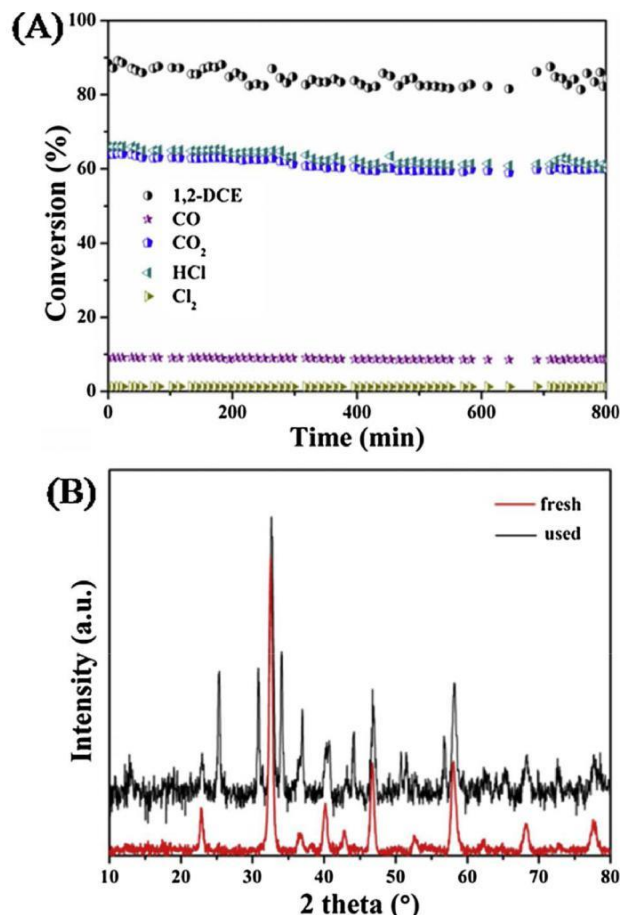 (A)
100
80
60
40
20
0
Conversion (%)
1,2-DCE
CO
CO₂
HCl
Cl₂
0 200 400 600 800
Time (min)
(B)
fresh
used
Intensity (a.u.)
10 20 30 40 50 60 70 80
2 theta (°)